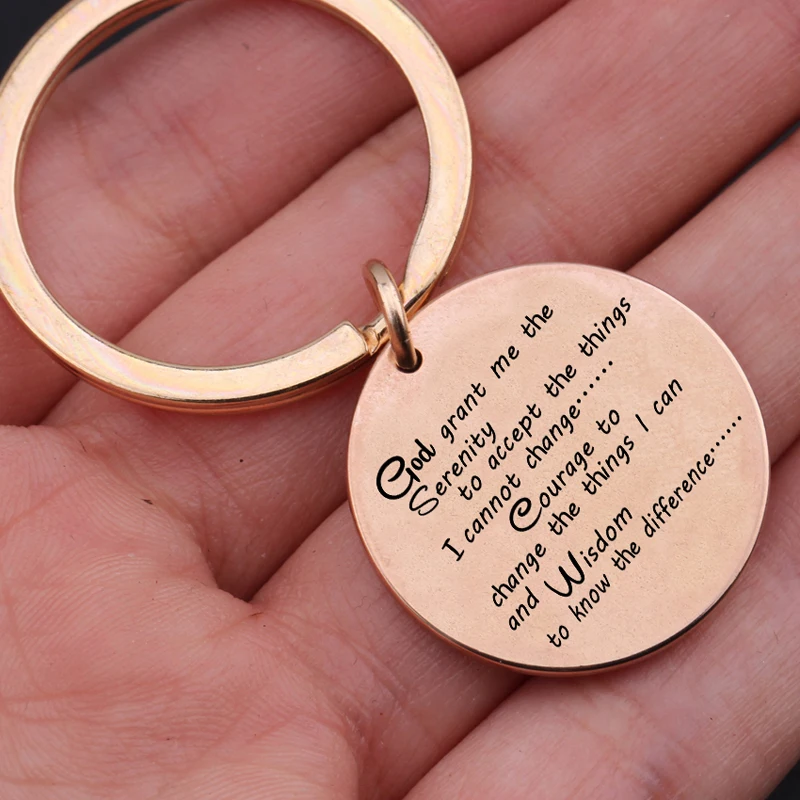 God grant me the
Serenity
to accept the things
I cannot change.......
Courage to
change the things I can
and Wisdom
to know the difference......